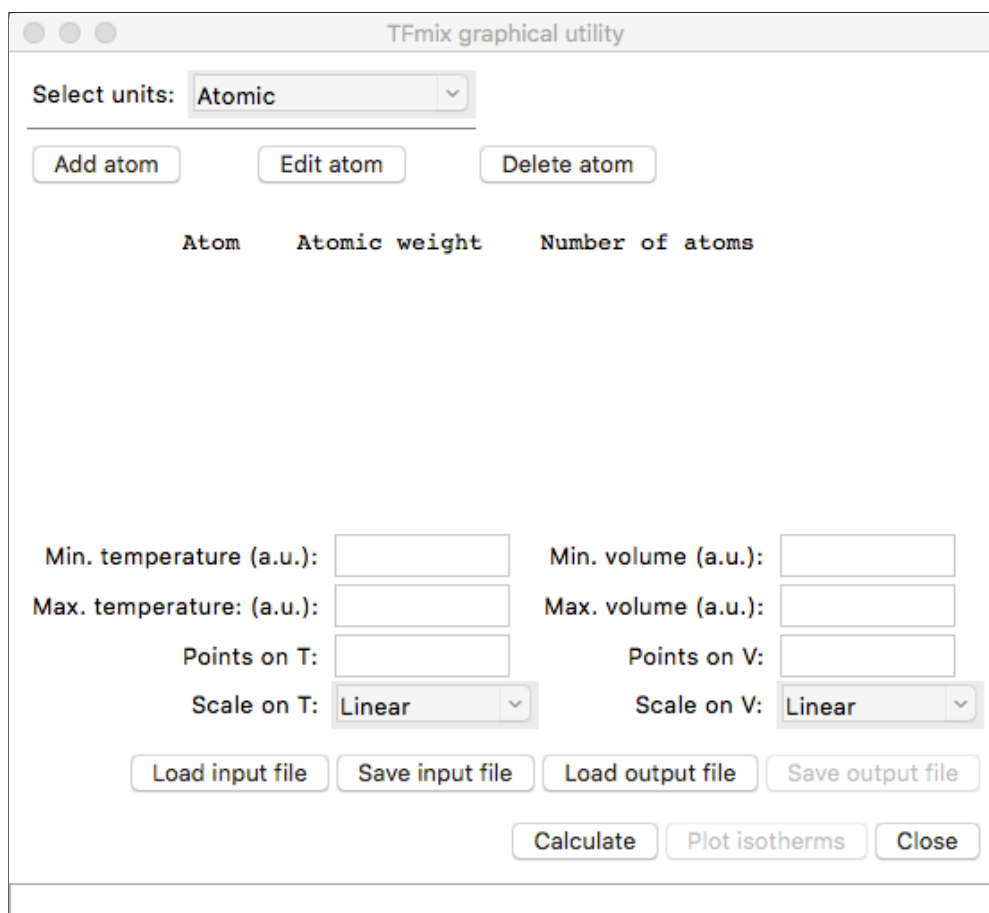 TFmix graphical utility
Select units: Atomic
Add atom Edit atom Delete atom
Atom Atomic weight Number of atoms
Min. temperature (a.u.): Min. volume (a.u.):
Max. temperature: (a.u.): Max. volume (a.u.):
Points on T: Points on V:
Scale on T: Linear Scale on V: Linear
Load input file Save input file Load output file Save output file
Calculate Plot isotherms Close